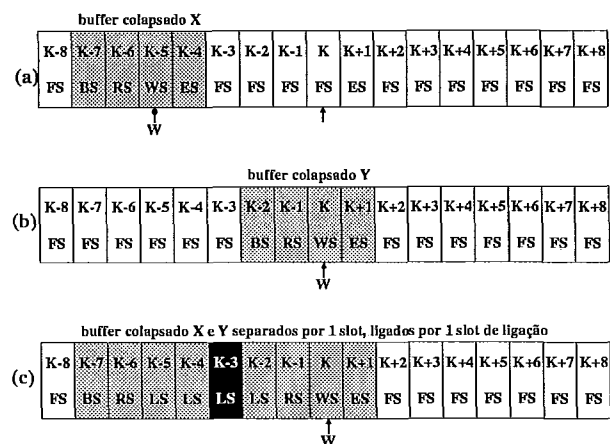 buffer colapsado X
(a)
K-8 K-7 K-6 K-5 K-4 K-3 K-2 K-1 K K+1 K+2 K+3 K+4 K+5 K+6 K+7 K+8
FS BS RS WS ES FS FS FS FS ES FS FS FS FS FS FS FS
W
buffer colapsado Y
(b)
K-8 K-7 K-6 K-5 K-4 K-3 K-2 K-1 K K+1 K+2 K+3 K+4 K+5 K+6 K+7 K+8
FS FS FS FS FS FS BS RS WS ES FS FS FS FS FS FS FS
W
buffer colapsado X e Y separados por 1 slot, ligados por 1 slot de ligação
(c)
K-8 K-7 K-6 K-5 K-4 K-3 K-2 K-1 K K+1 K+2 K+3 K+4 K+5 K+6 K+7 K+8
FS BS RS LS LS LS LS RS WS ES FS FS FS FS FS FS FS
W